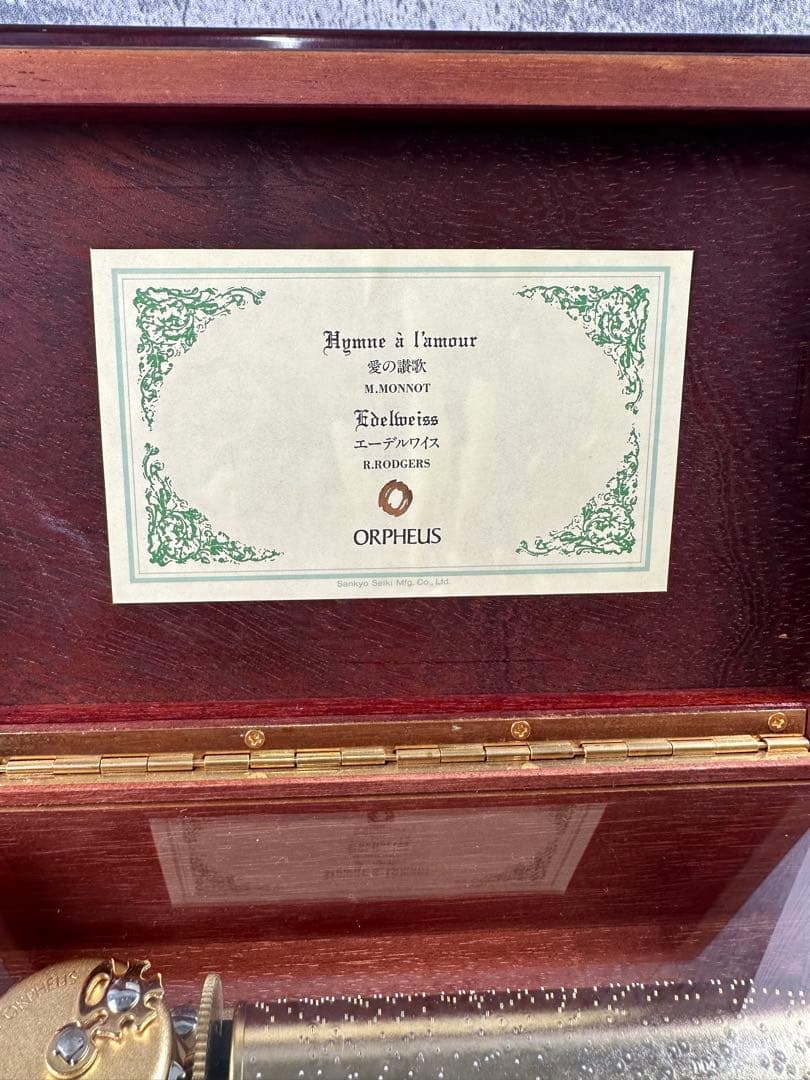 Hymne à l'amour
愛の讃歌
M.MONNOT
Edelweiss
エーデルワイス
R.RODGERS
ORPHEUS
Sankyo Seiki Mfg. Co., Ltd.
ORPHEUS